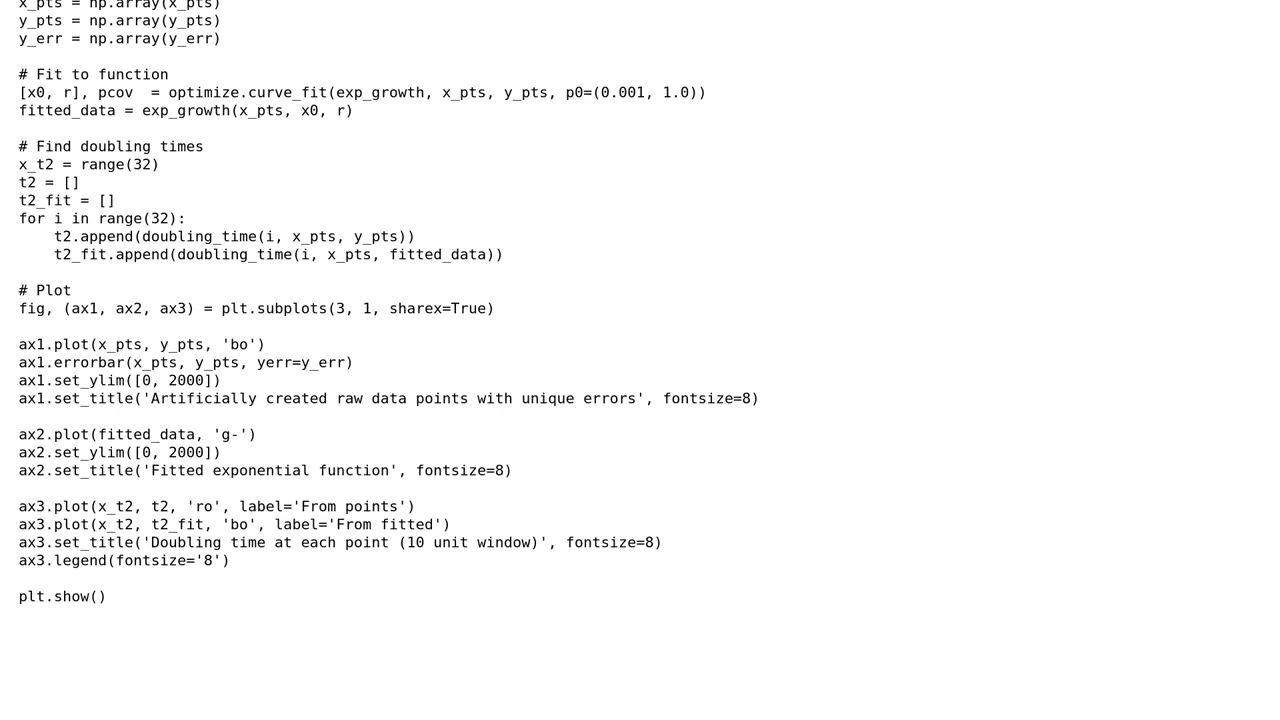 x_pts = np.array(x_pts)
y_pts = np.array(y_pts)
y_err = np.array(y_err)

# Fit to function
[x0, r], pcov  = optimize.curve_fit(exp_growth, x_pts, y_pts, p0=(0.001, 1.0))
fitted_data = exp_growth(x_pts, x0, r)

# Find doubling times
x_t2 = range(32)
t2 = []
t2_fit = []
for i in range(32):
    t2.append(doubling_time(i, x_pts, y_pts))
    t2_fit.append(doubling_time(i, x_pts, fitted_data))

# Plot
fig, (ax1, ax2, ax3) = plt.subplots(3, 1, sharex=True)

ax1.plot(x_pts, y_pts, 'bo')
ax1.errorbar(x_pts, y_pts, yerr=y_err)
ax1.set_ylim([0, 2000])
ax1.set_title('Artificially created raw data points with unique errors', fontsize=8)

ax2.plot(fitted_data, 'g-')
ax2.set_ylim([0, 2000])
ax2.set_title('Fitted exponential function', fontsize=8)

ax3.plot(x_t2, t2, 'ro', label='From points')
ax3.plot(x_t2, t2_fit, 'bo', label='From fitted')
ax3.set_title('Doubling time at each point (10 unit window)', fontsize=8)
ax3.legend(fontsize='8')

plt.show()